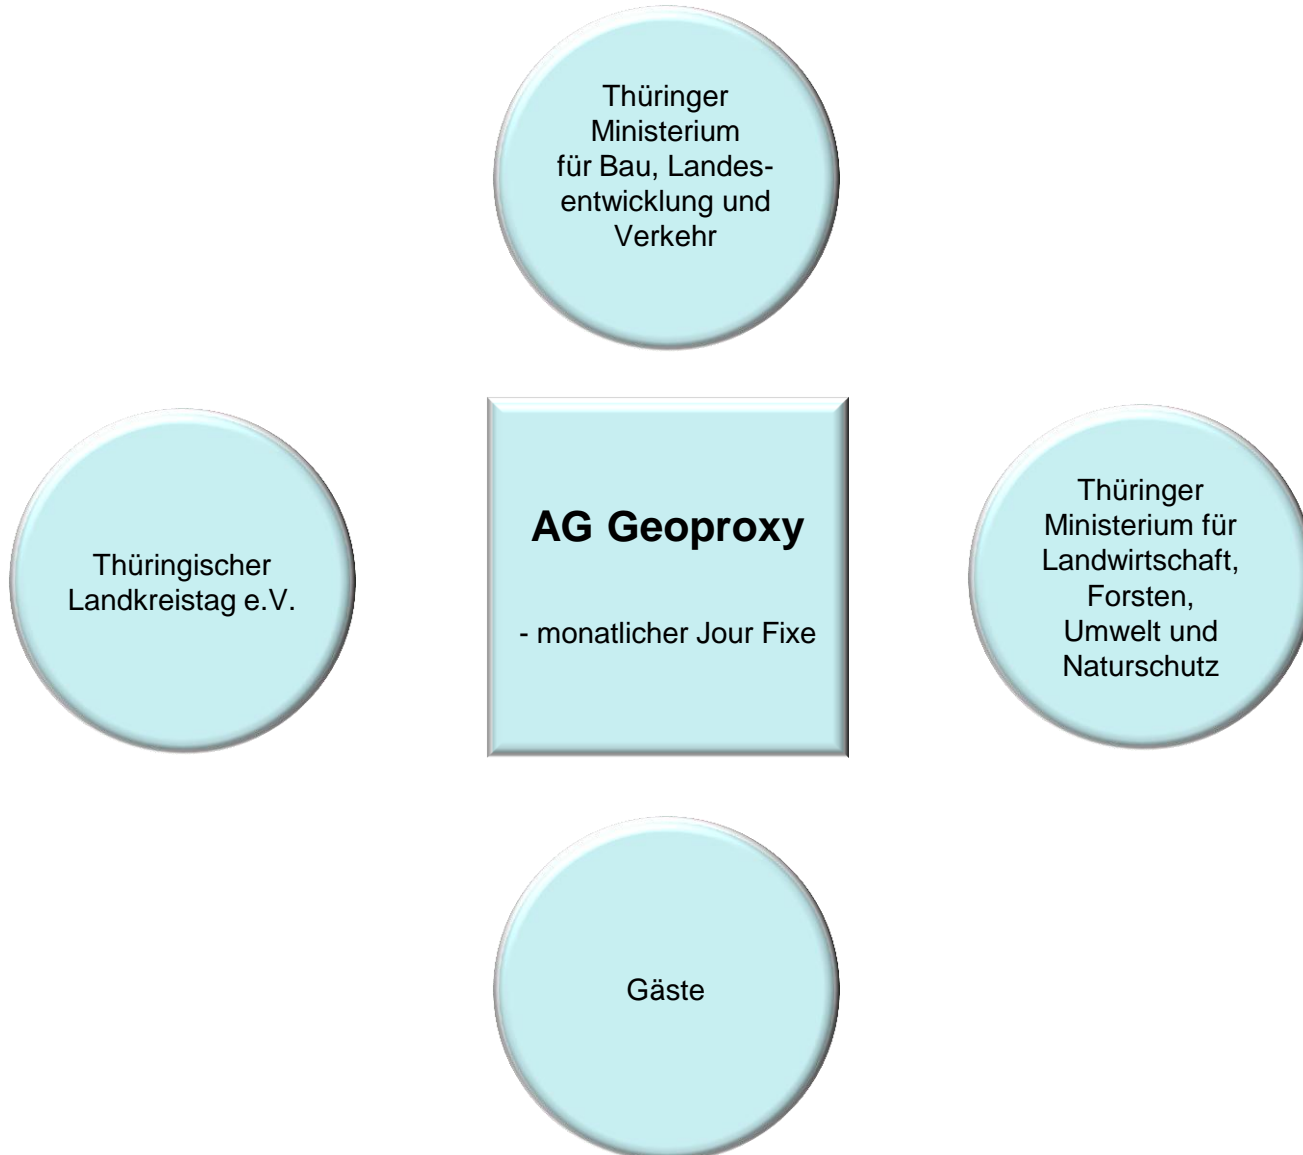 Thüringer
Ministerium
für Bau, Landes-
entwicklung und
Verkehr
Thüringischer
Landkreistag e.V.
AG Geoproxy
- monatlicher Jour Fixe
Thüringer
Ministerium für
Landwirtschaft,
Forsten,
Umwelt und
Naturschutz
Gäste